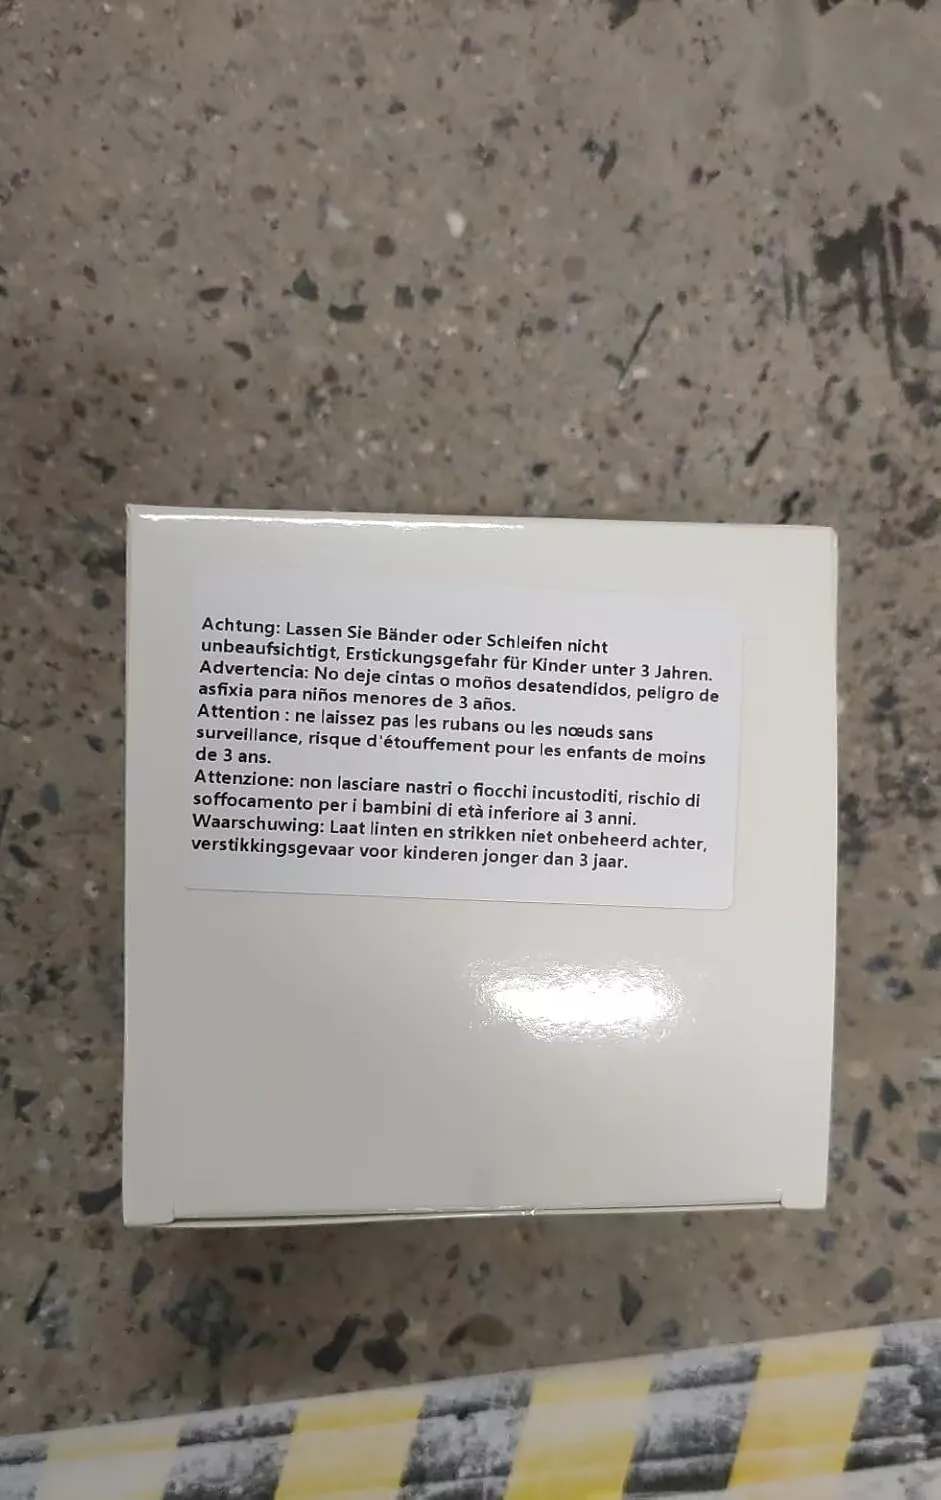 Achtung: Lassen Sie Bänder oder Schleifen nicht
unbeaufsichtigt, Erstickungsgefahr für Kinder unter 3 Jahren.
Advertencia: No deje cintas o moños desatendidos, peligro de
asfixia para niños menores de 3 años.
Attention : ne laissez pas les rubans ou les nœuds sans
surveillance, risque d'étouffement pour les enfants de moins
de 3 ans.
Attenzione: non lasciare nastri o fiocchi incustoditi, rischio di
soffocamento per i bambini di età inferiore ai 3 anni.
Waarschuwing: Laat linten en strikken niet onbeheerd achter,
verstikkingsgevaar voor kinderen jonger dan 3 jaar.